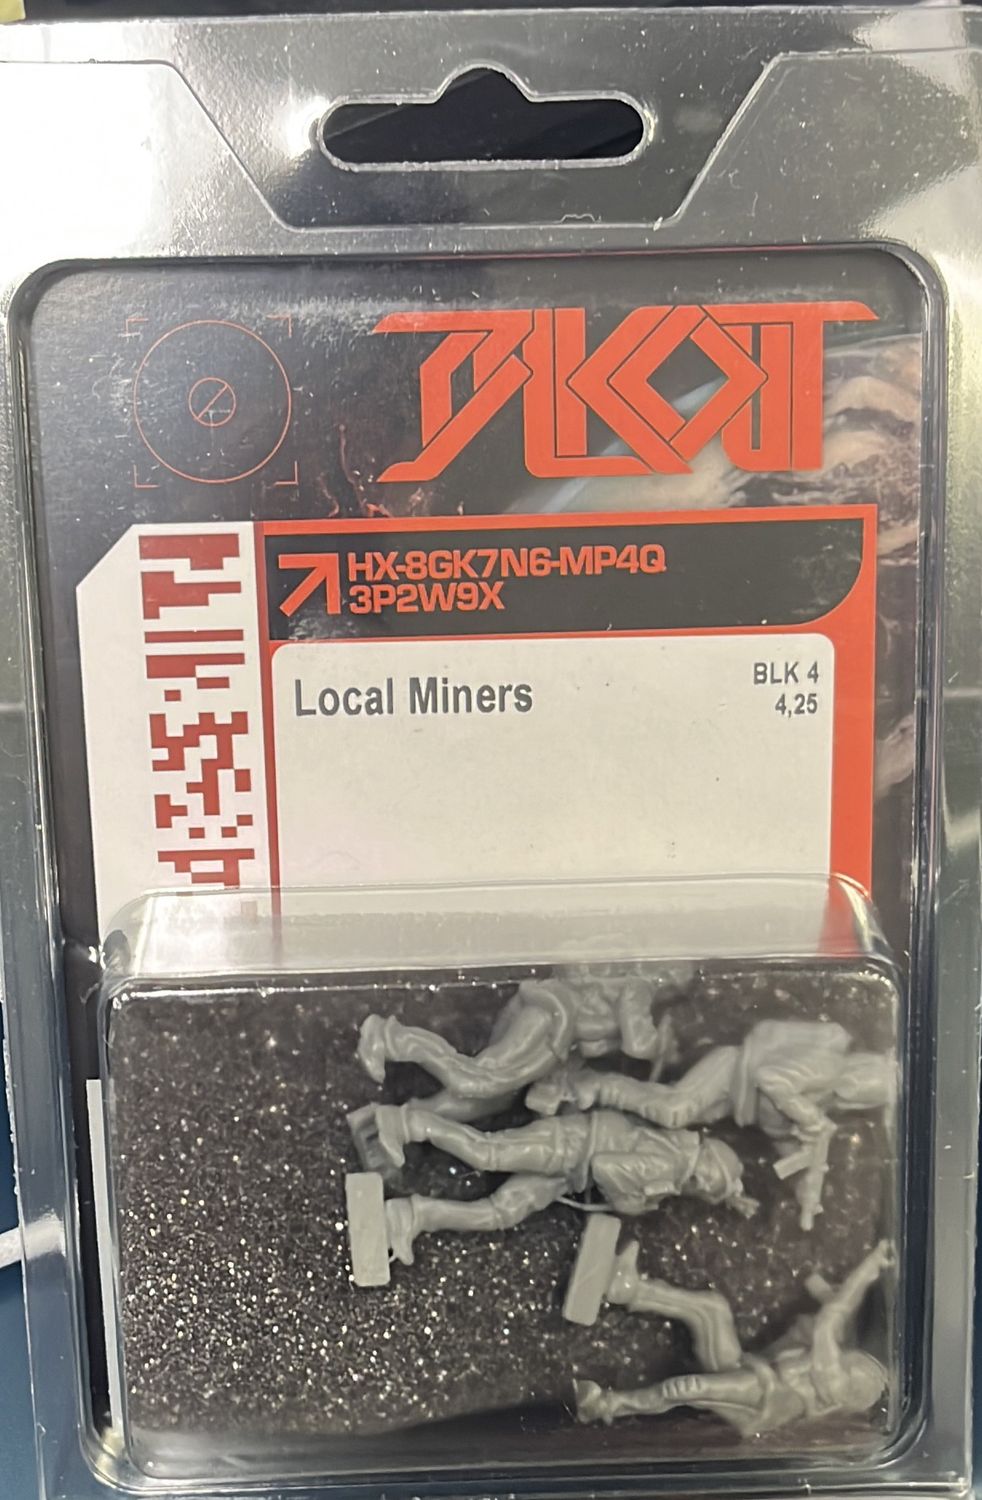 HX-8GK7N6-MP4Q
3P2W9X
Local Miners
BLK 4
4,25